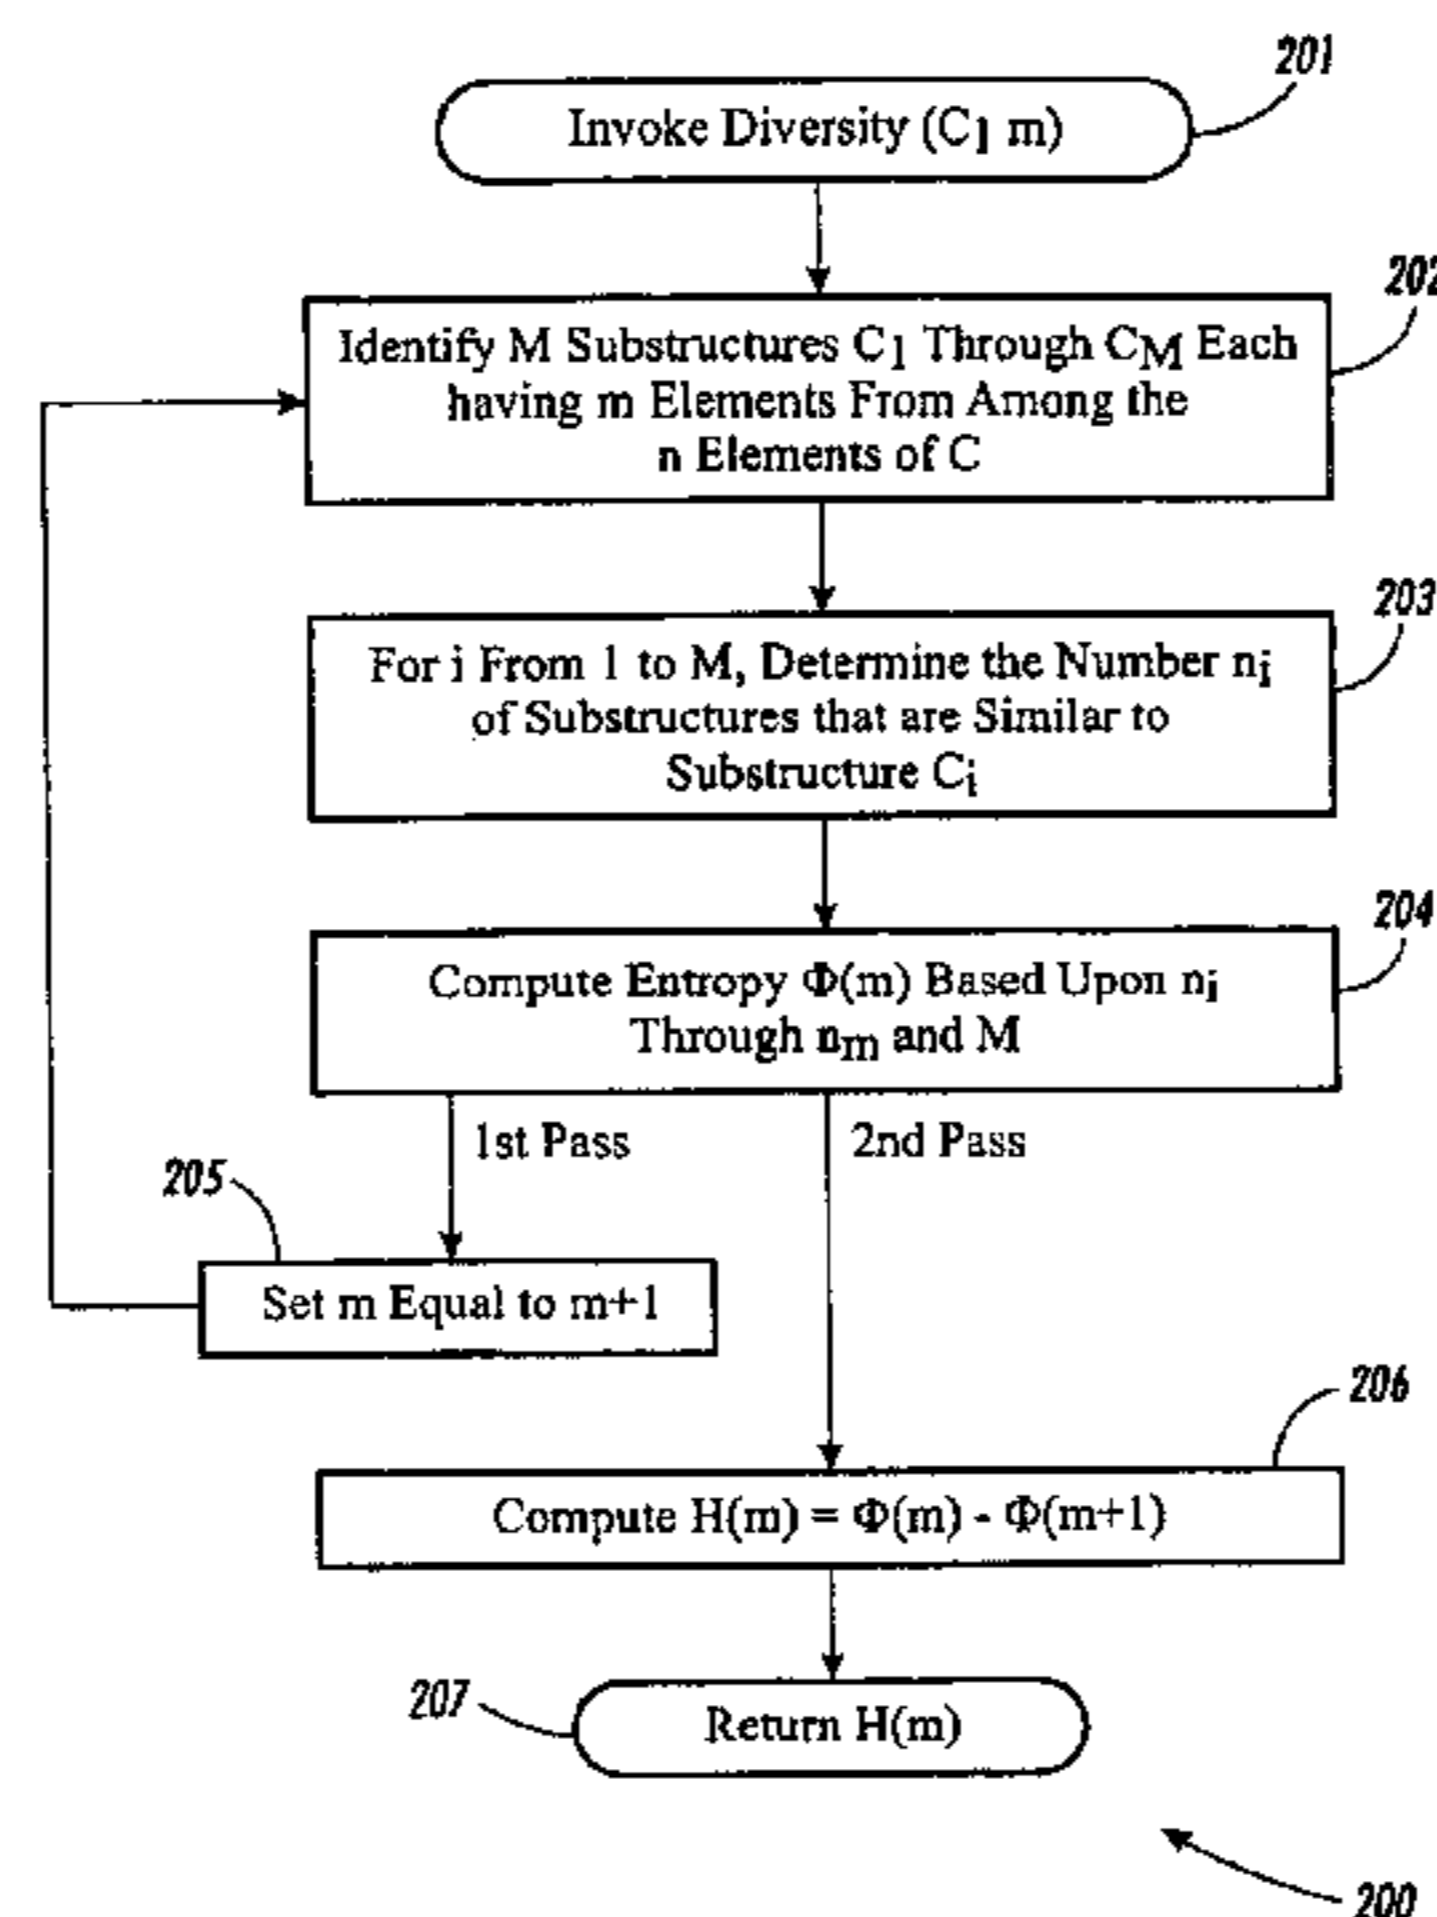 201
Invoke Diversity (C1 m)
202
Identify M Substructures C1 Through CM Each
having m Elements From Among the
n Elements of C
203
For i From 1 to M, Determine the Number ni
of Substructures that are Similar to
Substructure Ci
204
Compute Entropy Φ(m) Based Upon ni
Through nm and M
1st Pass
2nd Pass
205
Set m Equal to m+1
206
Compute H(m) = Φ(m) - Φ(m+1)
207
Return H(m)
200